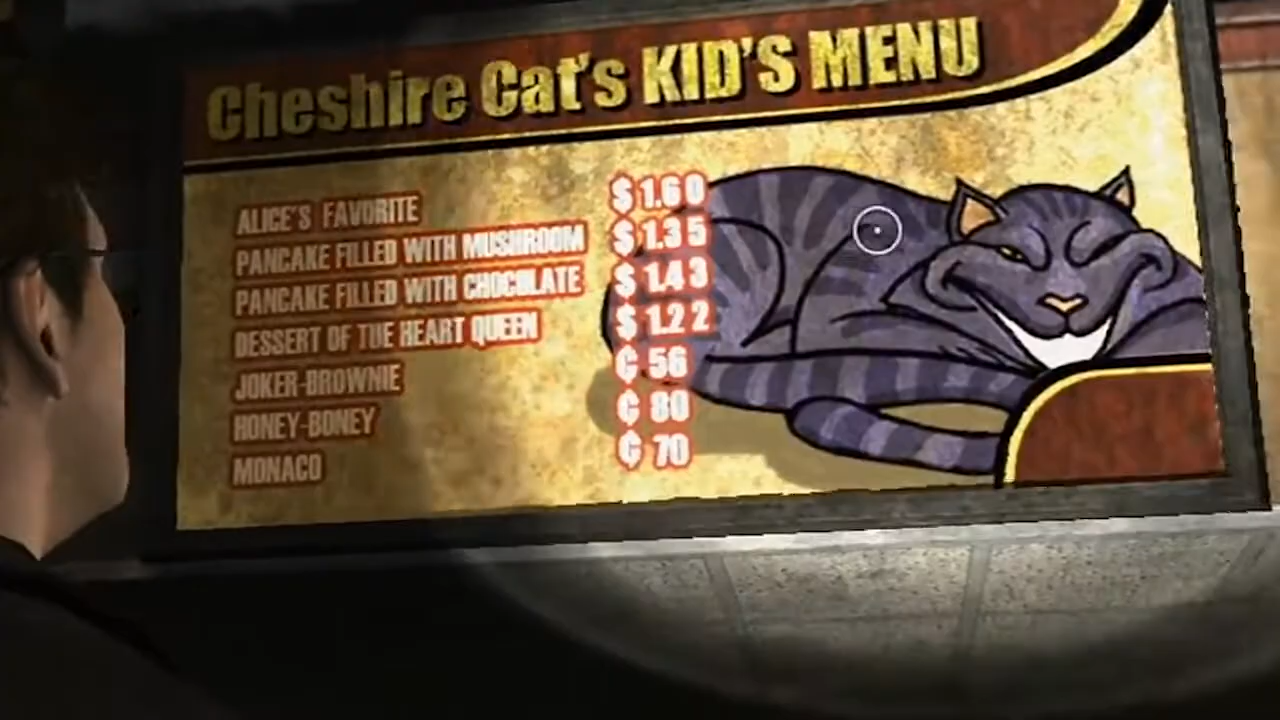 Cheshire Cat's KID'S MENU
ALICE'S FAVORITE $1.60
PANCAKE FILLED WITH MUSHROOM $1.35
PANCAKE FILLED WITH CHOCOLATE $1.43
DESSERT OF THE HEART QUEEN $1.22
JOKER-BROWNIE ¢ 56
HONEY-BONEY ¢ 80
MONACO ¢ 70